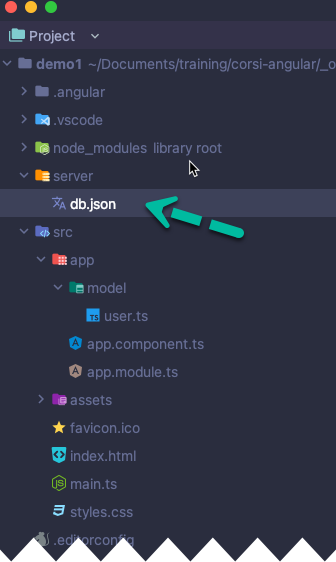 Project
demo1 ~/Documents/training/corsi-angular/_o
.angular
.vscode
node_modules library root
server
db.json
src
app
model
TS user.ts
app.component.ts
app.module.ts
assets
favicon.ico
index.html
main.ts
styles.css
.editorconfig